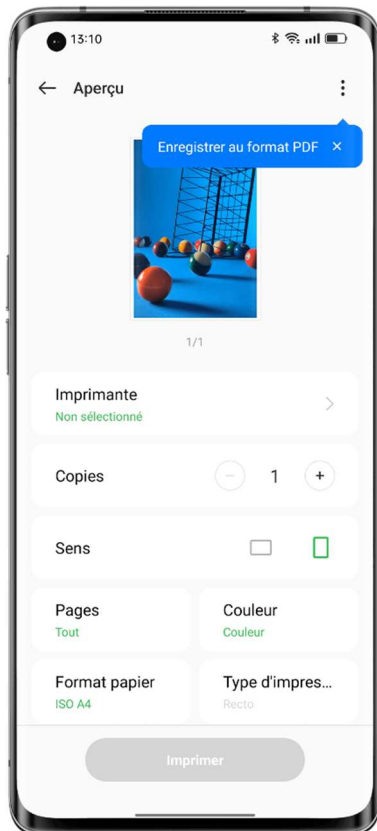 13:10
Aperçu
Enregistrer au format PDF
1/1
Imprimante
Non sélectionné
Copies
1
Sens
Pages
Tout
Couleur
Couleur
Format papier
ISO A4
Type d'impres...
Recto
Imprimer